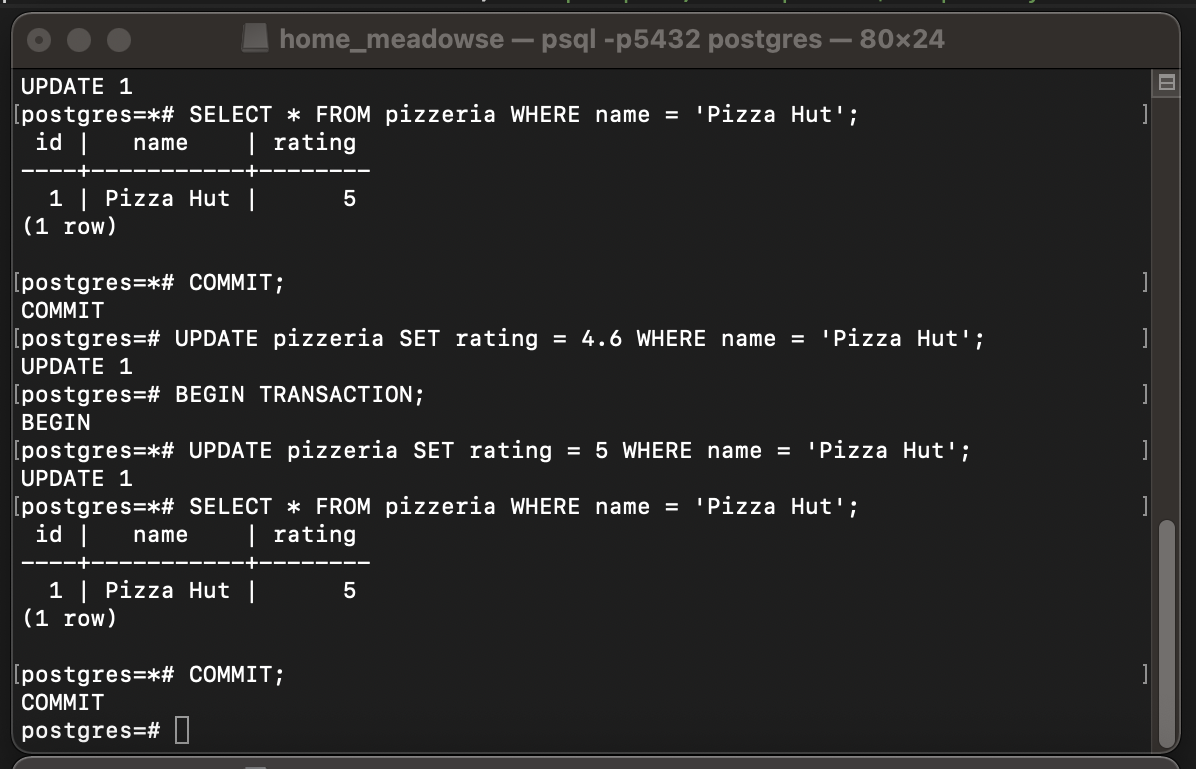 home_meadowse — psql -p5432 postgres — 80×24
UPDATE 1
[postgres=*# SELECT * FROM pizzeria WHERE name = 'Pizza Hut';                   ]
 id |   name    | rating
----+-----------+--------
  1 | Pizza Hut |      5
(1 row)

[postgres=*# COMMIT;                                                            ]
COMMIT
[postgres=# UPDATE pizzeria SET rating = 4.6 WHERE name = 'Pizza Hut';          ]
UPDATE 1
[postgres=# BEGIN TRANSACTION;                                                  ]
BEGIN
[postgres=*# UPDATE pizzeria SET rating = 5 WHERE name = 'Pizza Hut';           ]
UPDATE 1
[postgres=*# SELECT * FROM pizzeria WHERE name = 'Pizza Hut';                   ]
 id |   name    | rating
----+-----------+--------
  1 | Pizza Hut |      5
(1 row)

[postgres=*# COMMIT;                                                            ]
COMMIT
postgres=#